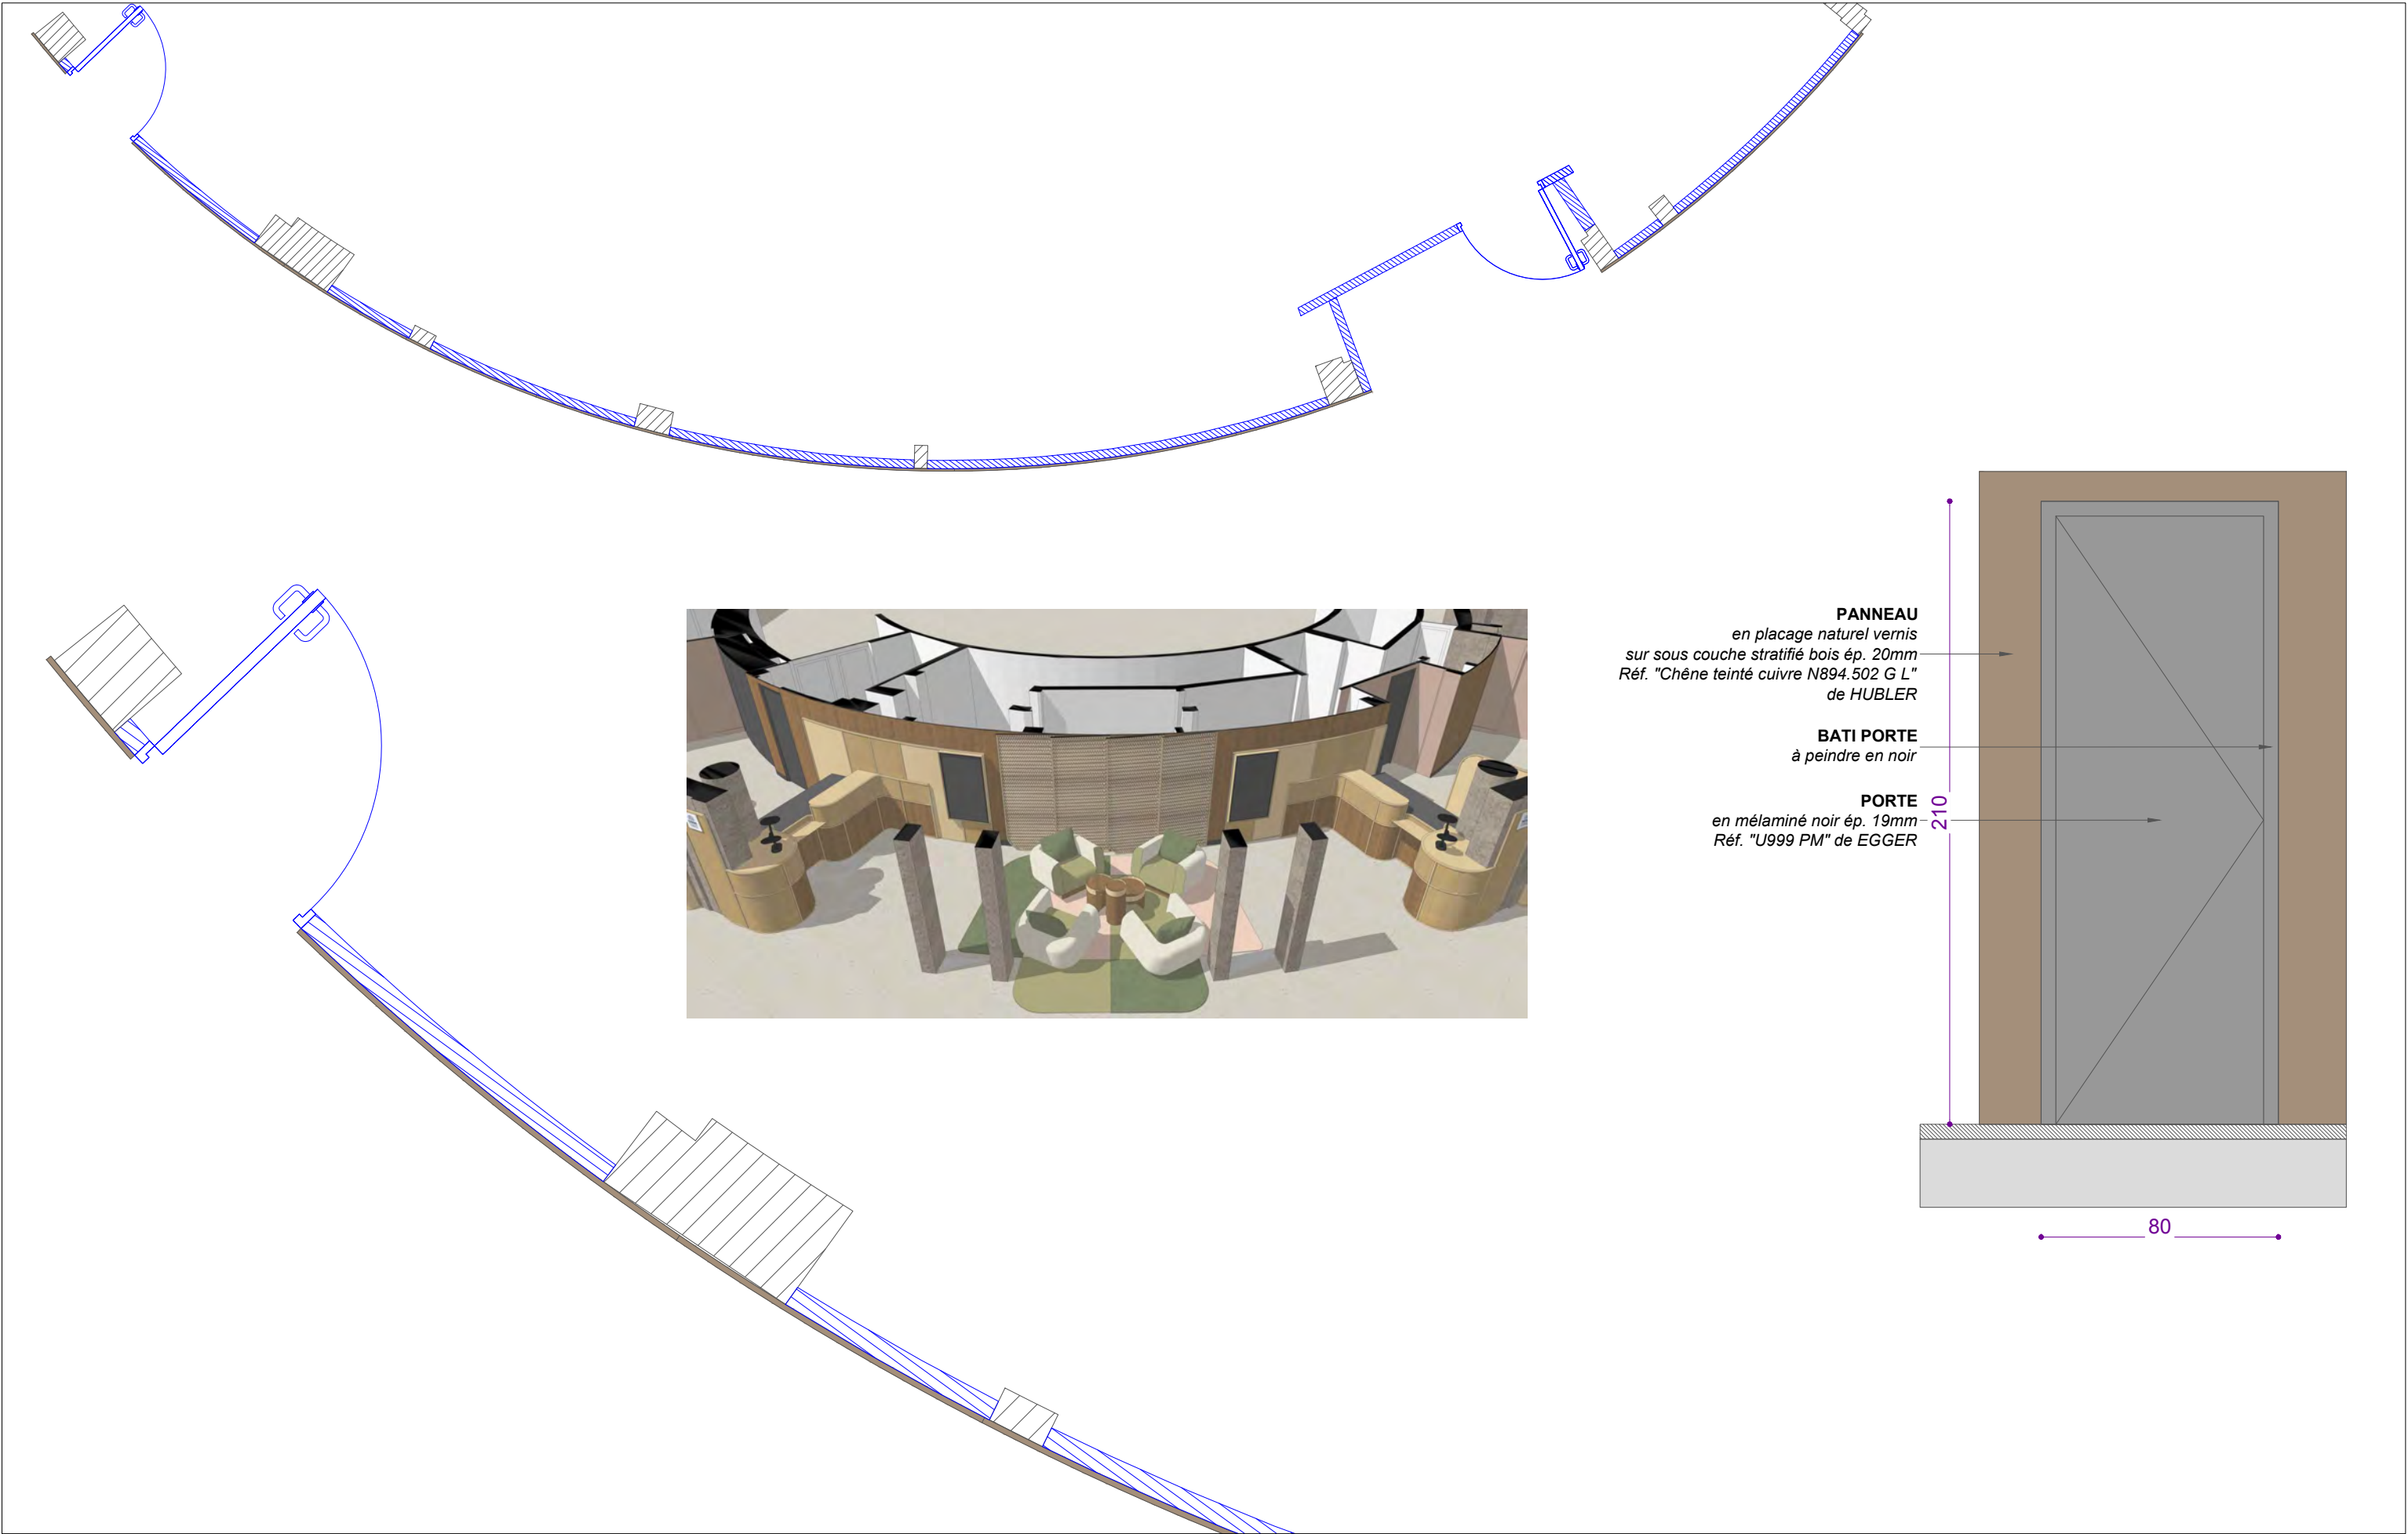 PANNEAU
en placage naturel vernis
sur sous couche stratifié bois ép. 20mm
Réf. "Chêne teinté cuivre N894.502 G L"
de HUBLER
BATI PORTE
à peindre en noir
PORTE
en mélaminé noir ép. 19mm
Réf. "U999 PM" de EGGER
210
80